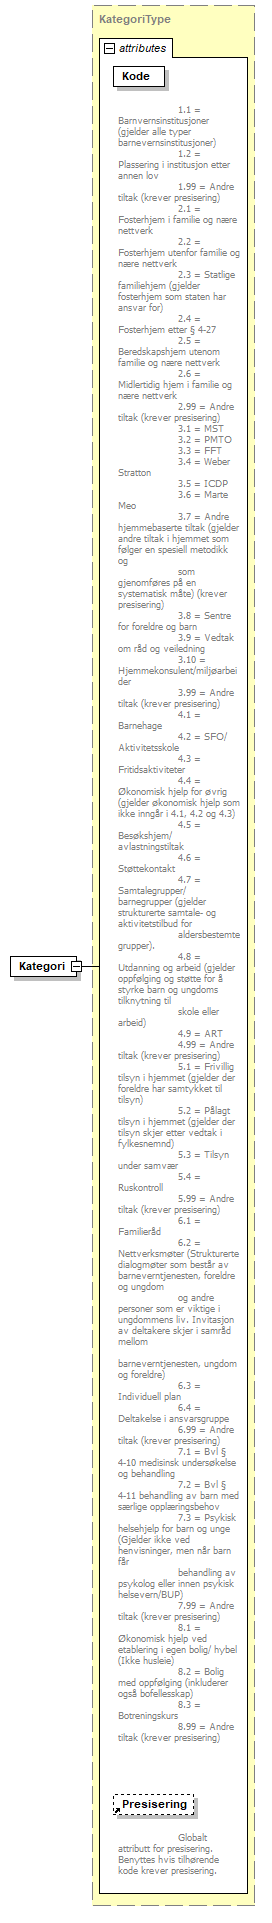 KategoriType
attributes
Kode
1.1 =
Barnvernsinstitusjoner
(gjelder alle typer
barnevernsinstitusjoner)
1.2 =
Plassering i institusjon etter
annen lov
1.99 = Andre
tiltak (krever presisering)
2.1 =
Fosterhjem i familie og nære
nettverk
2.2 =
Fosterhjem utenfor familie og
nære nettverk
2.3 = Statlige
familiehjem (gjelder
fosterhjem som staten har
ansvar for)
2.4 =
Fosterhjem etter § 4-27
2.5 =
Beredskapshjem utenom
familie og nære nettverk
2.6 =
Midlertidig hjem i familie og
nære nettverk
2.99 = Andre
tiltak (krever presisering)
3.1 = MST
3.2 = PMTO
3.3 = FFT
3.4 = Weber
Stratton
3.5 = ICDP
3.6 = Marte
Meo
3.7 = Andre
hjemmebaserte tiltak (gjelder
andre tiltak i hjemmet som
følger en spesiell metodikk
og
som
gjenomføres på en
systematisk måte) (krever
presisering)
3.8 = Sentre
for foreldre og barn
3.9 = Vedtak
om råd og veiledning
3.10 =
Hjemmekonsulent/miljøarbei
der
3.99 = Andre
tiltak (krever presisering)
4.1 =
Barnehage
4.2 = SFO/
Aktivitetsskole
4.3 =
Fritidsaktiviteter
4.4 =
Økonomisk hjelp for øvrig
(gjelder økonomisk hjelp som
ikke inngår i 4.1, 4.2 og 4.3)
4.5 =
Besøkshjem/
avlastningstiltak
4.6 =
Støttekontakt
4.7 =
Samtalegrupper/
barnegrupper (gjelder
strukturerte samtale- og
aktivitetstilbud for
aldersbestemte
grupper).
4.8 =
Utdanning og arbeid (gjelder
oppfølging og støtte for å
styrke barn og ungdoms
tilknytning til
skole eller
arbeid)
4.9 = ART
4.99 = Andre
tiltak (krever presisering)
5.1 = Frivillig
tilsyn i hjemmet (gjelder der
foreldre har samtykket til
tilsyn)
5.2 = Pålagt
tilsyn i hjemmet (gjelder der
tilsyn skjer etter vedtak i
fylkesnemnd)
5.3 = Tilsyn
under samvær
5.4 =
Ruskontroll
5.99 = Andre
tiltak (krever presisering)
6.1 =
Familieråd
6.2 =
Nettverksmøter (Strukturerte
dialogmøter som består av
barneverntjenesten, foreldre
og ungdom
og andre
personer som er viktige i
ungdommens liv. Invitasjon
av deltakere skjer i samråd
mellom
barneverntjenesten, ungdom
og foreldre)
6.3 =
Individuell plan
6.4 =
Deltakelse i ansvarsgruppe
6.99 = Andre
tiltak (krever presisering)
7.1 = Bvl §
4-10 medisinsk undersøkelse
og behandling
7.2 = Bvl §
4-11 behandling av barn med
særlige opplæringsbehov
7.3 = Psykisk
helsehjelp for barn og unge
(Gjelder ikke ved
henvisninger, men når barn
får
behandling av
psykolog eller innen psykisk
helsevern/BUP)
7.99 = Andre
tiltak (krever presisering)
8.1 =
Økonomisk hjelp ved
etablering i egen bolig/ hybel
(Ikke husleie)
8.2 = Bolig
med oppfølging (inkluderer
også bofellesskap)
8.3 =
Botreningskurs
8.99 = Andre
tiltak (krever presisering)
Kategori
Presisering
Globalt
attributt for presisering.
Benyttes hvis tilhørende
kode krever presisering.